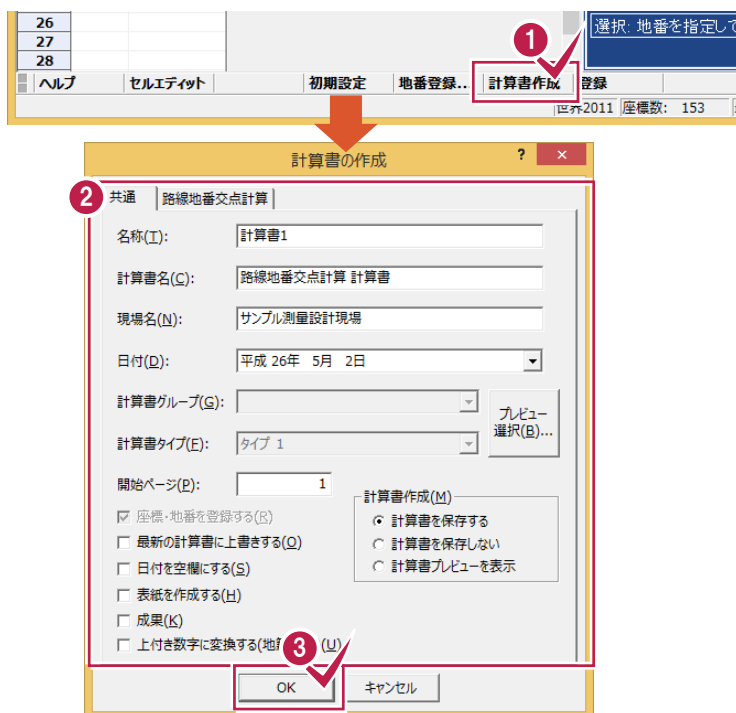 26
27
28
選択: 地番を指定して
1
ヘルプ セルエディット 初期設定 地番登録... 計算書作成 登録
世界2011 座標数: 153
計算書の作成 ? ×
2
共通 路線地番交点計算
名称(T): 計算書1
計算書名(C): 路線地番交点計算 計算書
現場名(N): サンプル測量設計現場
日付(D): 平成 26年 5月 2日
計算書グループ(G):
プレビュー
選択(B)...
計算書タイプ(F): タイプ 1
開始ページ(P): 1
計算書作成(M)
座標・地番を登録する(R)
計算書を保存する
最新の計算書に上書きする(O)
計算書を保存しない
日付を空欄にする(S)
計算書プレビューを表示
表紙を作成する(H)
成果(K)
上付き数字に変換する(地 (U)
3
OK キャンセル